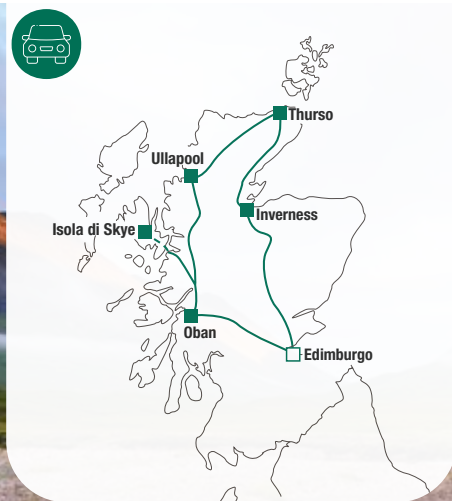 Thurso
Ullapool
Inverness
Isola di Skye
Oban
Edimburgo